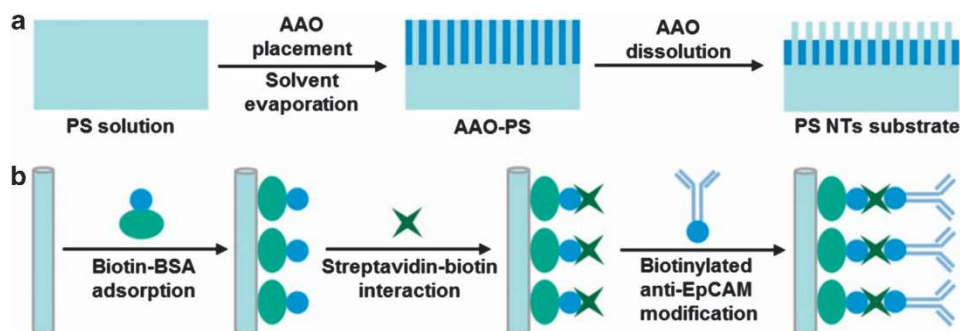 a
AAO
placement
Solvent
evaporation
AAO
dissolution
PS solution
AAO-PS
PS NTs substrate
b
Biotin-BSA
adsorption
Streptavidin-biotin
interaction
Biotinylated
anti-EpCAM
modification